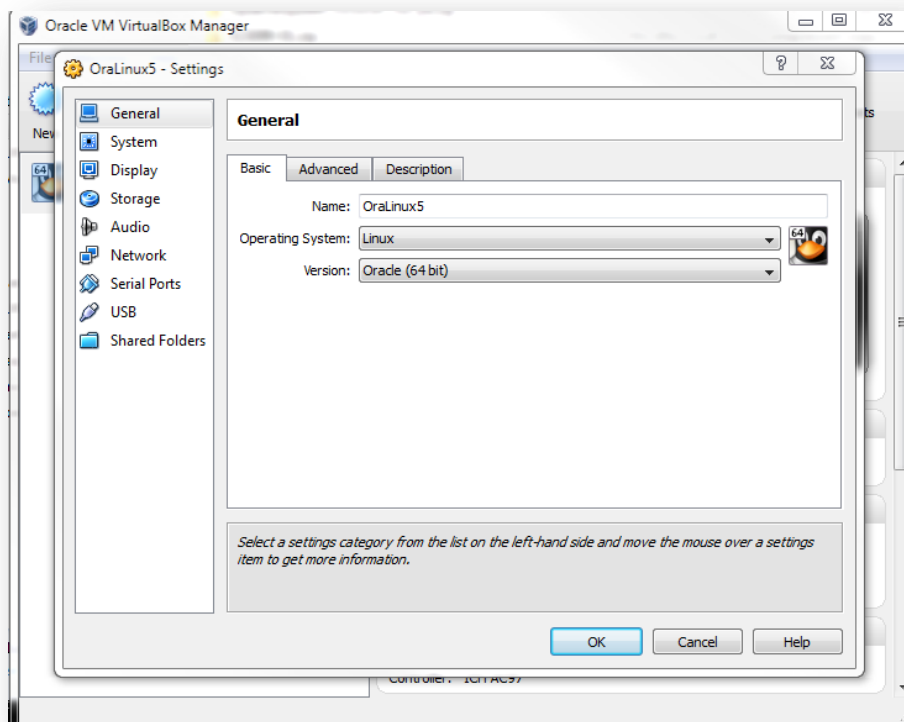 Oracle VM VirtualBox Manager
File
OraLinux5 - Settings
New
ts
64
General
System
Display
Storage
Audio
Network
Serial Ports
USB
Shared Folders
General
Basic
Advanced
Description
Name: OraLinux5
Operating System: Linux
64
Version: Oracle (64 bit)
Select a settings category from the list on the left-hand side and move the mouse over a settings
item to get more information.
OK
Cancel
Help
Controller: ICH AC97